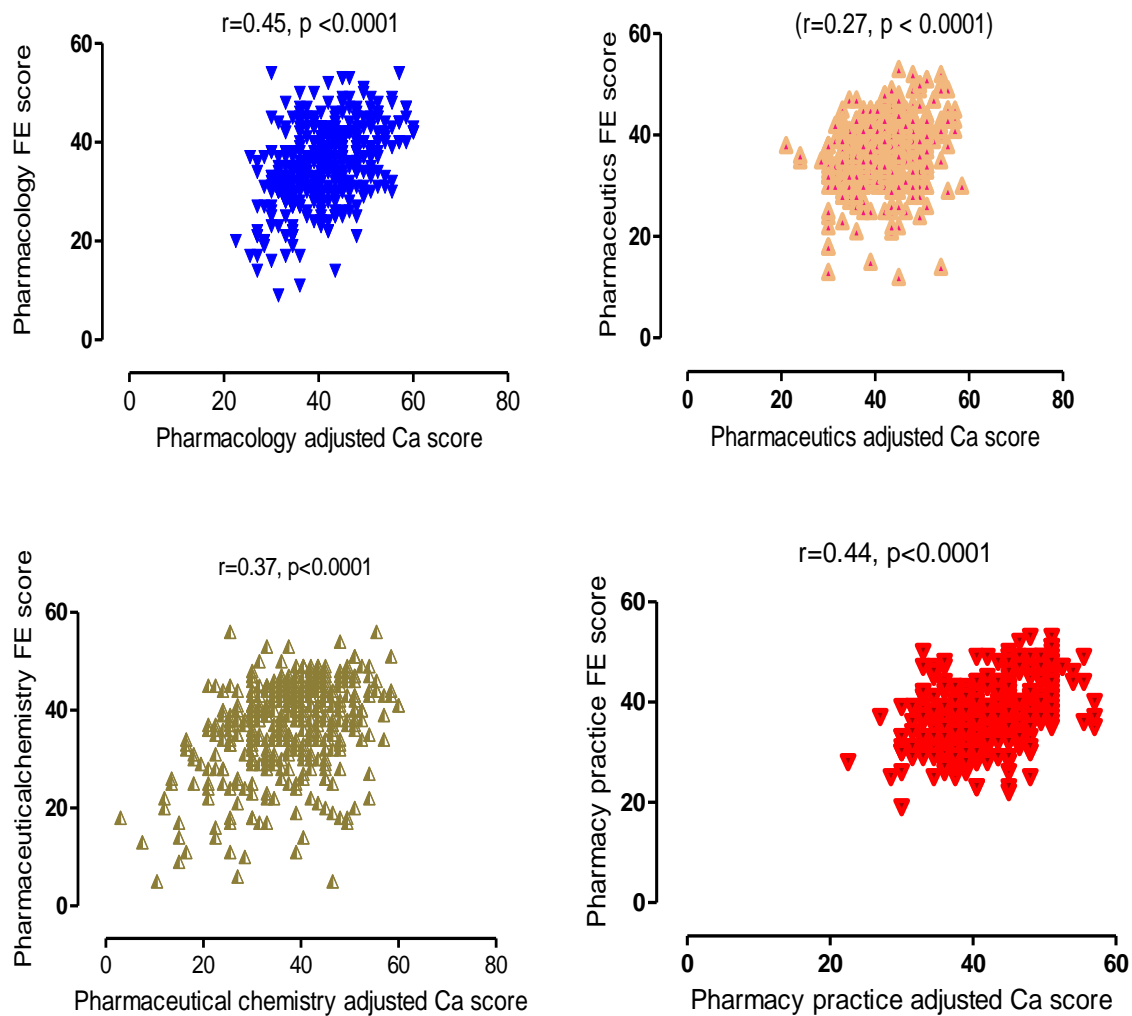 r=0.45, p <0.0001
Pharmacology FE score
60
40
20
0
0 20 40 60 80
Pharmacology adjusted Ca score
(r=0.27, p < 0.0001)
Pharmaceutics FE score
60
40
20
0
0 20 40 60 80
Pharmaceutics adjusted Ca score
r=0.37, p<0.0001
Pharmaceuticalchemistry FE score
60
40
20
0
0 20 40 60 80
Pharmaceutical chemistry adjusted Ca score
r=0.44, p<0.0001
Pharmacy practice FE score
60
40
20
0
0 20 40 60
Pharmacy practice adjusted Ca score